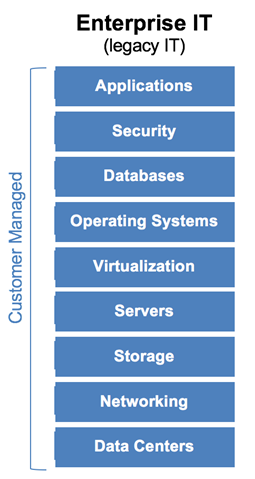 Enterprise IT
(legacy IT)
Customer Managed
Applications
Security
Databases
Operating Systems
Virtualization
Servers
Storage
Networking
Data Centers